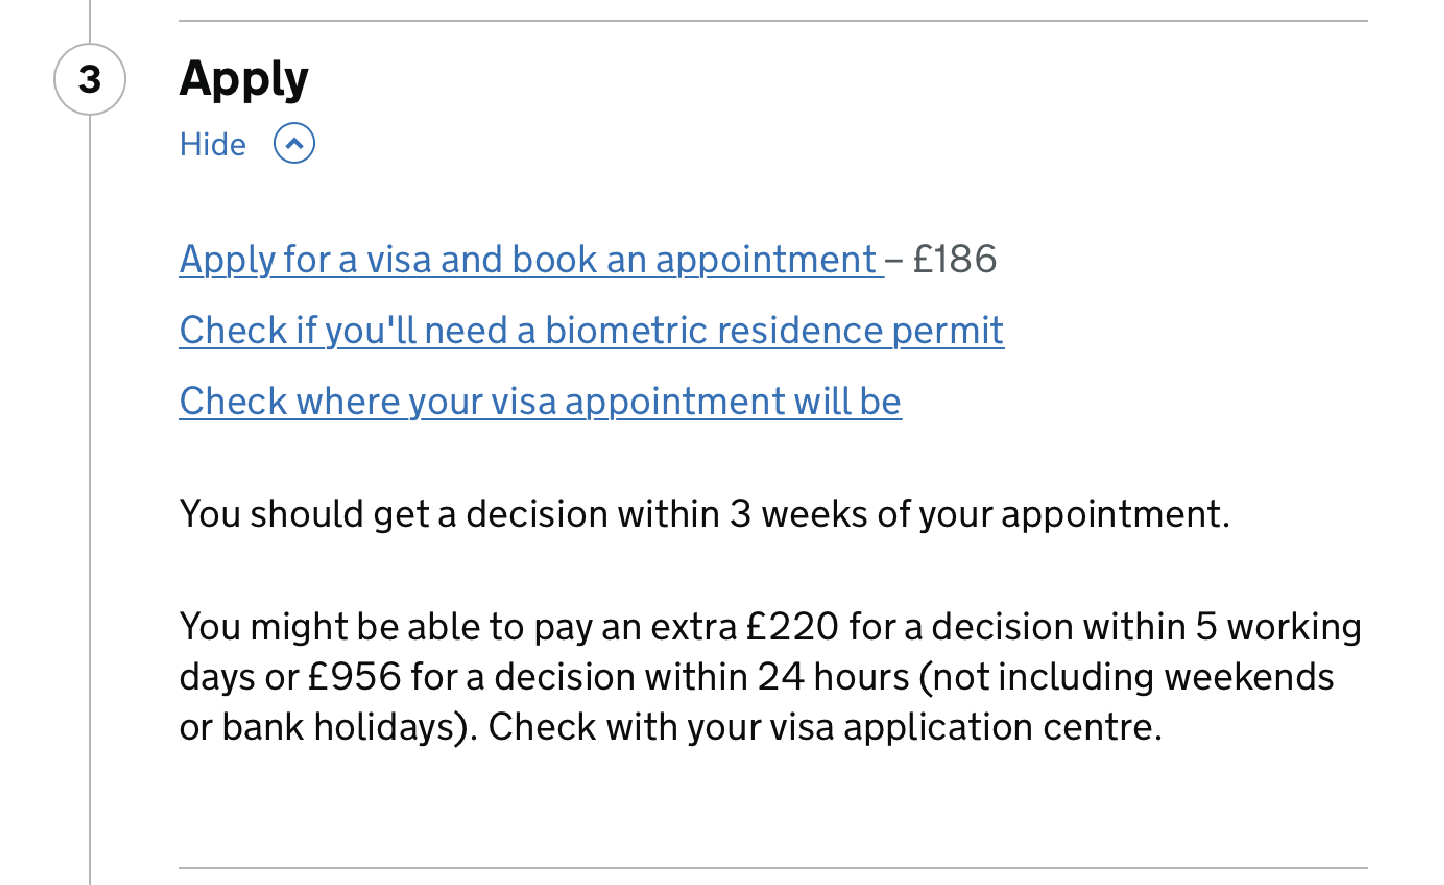 3
Apply
Hide
Apply for a visa and book an appointment – £186
Check if you'll need a biometric residence permit
Check where your visa appointment will be
You should get a decision within 3 weeks of your appointment.
You might be able to pay an extra £220 for a decision within 5 working
days or £956 for a decision within 24 hours (not including weekends
or bank holidays). Check with your visa application centre.